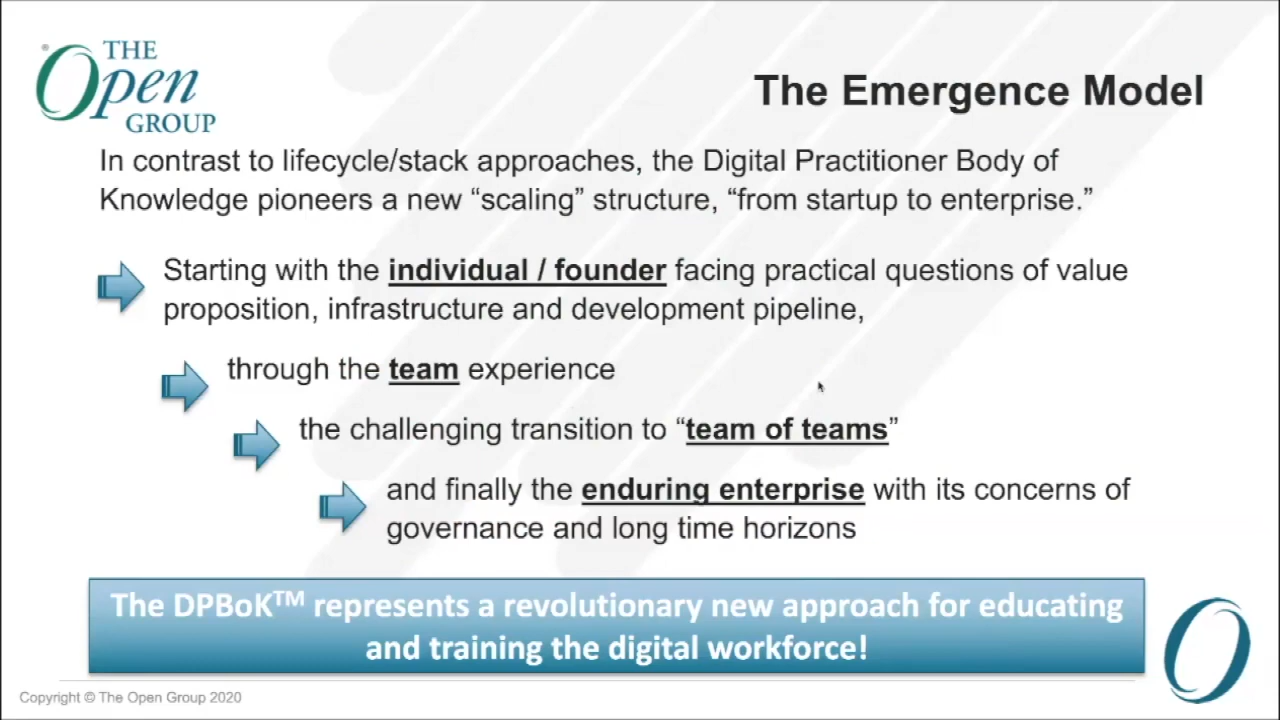 THE
Open
GROUP
The Emergence Model
In contrast to lifecycle/stack approaches, the Digital Practitioner Body of
Knowledge pioneers a new “scaling” structure, “from startup to enterprise.”
Starting with the individual / founder facing practical questions of value
proposition, infrastructure and development pipeline,
through the team experience
the challenging transition to “team of teams”
and finally the enduring enterprise with its concerns of
governance and long time horizons
The DPBoK™ represents a revolutionary new approach for educating
and training the digital workforce!
Copyright © The Open Group 2020